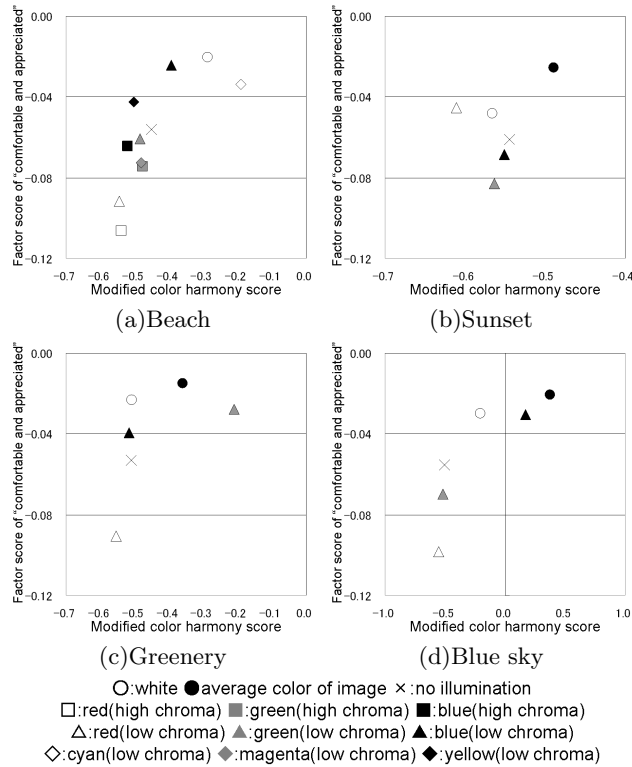 Factor score of "comfortable and appreciated"
0.00
−0.04
−0.08
−0.12
−0.7 −0.6 −0.5 −0.4 −0.3 −0.2 −0.1 0.0
Modified color harmony score
(a)Beach
Factor score of "comfortable and appreciated"
0.00
−0.04
−0.08
−0.12
−0.7 −0.6 −0.5 −0.4
Modified color harmony score
(b)Sunset
Factor score of "comfortable and appreciated"
0.00
−0.04
−0.08
−0.12
−0.7 −0.6 −0.5 −0.4 −0.3 −0.2 −0.1 0.0
Modified color harmony score
(c)Greenery
Factor score of "comfortable and appreciated"
0.00
−0.04
−0.08
−0.12
−1.0 −0.5 0.0 0.5 1.0
Modified color harmony score
(d)Blue sky
:white :average color of image :no illumination
:red(high chroma) :green(high chroma) :blue(high chroma)
:red(low chroma) :green(low chroma) :blue(low chroma)
:cyan(low chroma) :magenta(low chroma) :yellow(low chroma)